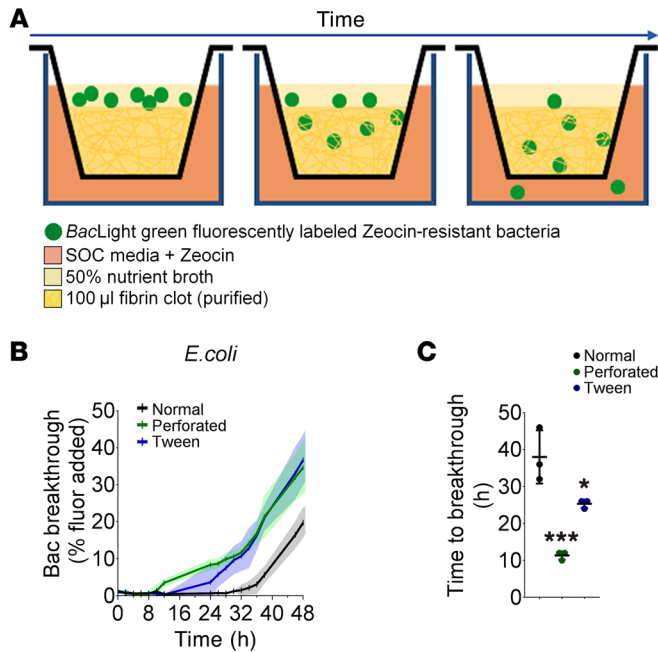 A
Time
BacLight green fluorescently labeled Zeocin-resistant bacteria
SOC media + Zeocin
50% nutrient broth
100 µl fibrin clot (purified)
B
E.coli
Bac breakthrough
(% fluor added)
50
40
30
20
10
0
Normal
Perforated
Tween
0 8 16 24 32 40 48
Time (h)
C
Normal
Perforated
Tween
Time to breakthrough
(h)
50
40
30
20
10
0
*
***